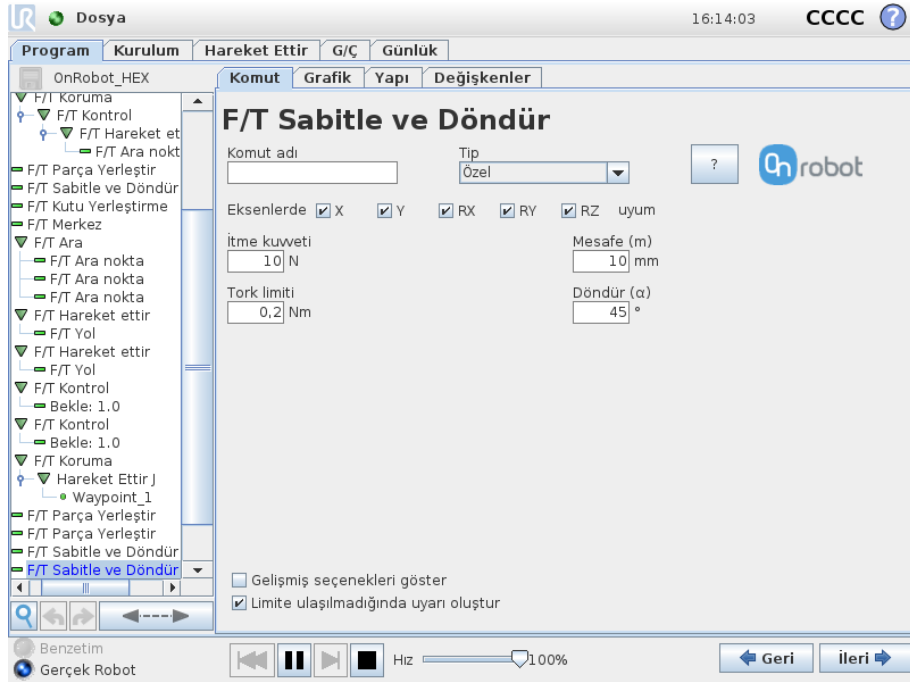 Dosya 16:14:03 CCCC ?
Program Kurulum Hareket Ettir G/Ç Günlük
OnRobot_HEX Komut Grafik Yapı Değişkenler
F/T Koruma
F/T Kontrol
F/T Hareket et
F/T Ara nokt
F/T Parça Yerleştir
F/T Sabitle ve Döndür
F/T Kutu Yerleştirme
F/T Merkez
F/T Ara
F/T Ara nokta
F/T Ara nokta
F/T Ara nokta
F/T Hareket ettir
F/T Yol
F/T Hareket ettir
F/T Yol
F/T Kontrol
Bekle: 1.0
F/T Kontrol
Bekle: 1.0
F/T Koruma
Hareket Ettir J
Waypoint_1
F/T Parça Yerleştir
F/T Parça Yerleştir
F/T Sabitle ve Döndür
F/T Sabitle ve Döndür
F/T Sabitle ve Döndür
Komut adı Tip
Özel ? On robot
Eksenlerde X Y RX RY RZ uyum
İtme kuvveti Mesafe (m)
10 N 10 mm
Tork limiti Döndür (α)
0,2 Nm 45 °
Gelişmiş seçenekleri göster
Limite ulaşılmadığında uyarı oluştur
Benzetim
Gerçek Robot
Hız 100% Geri İleri